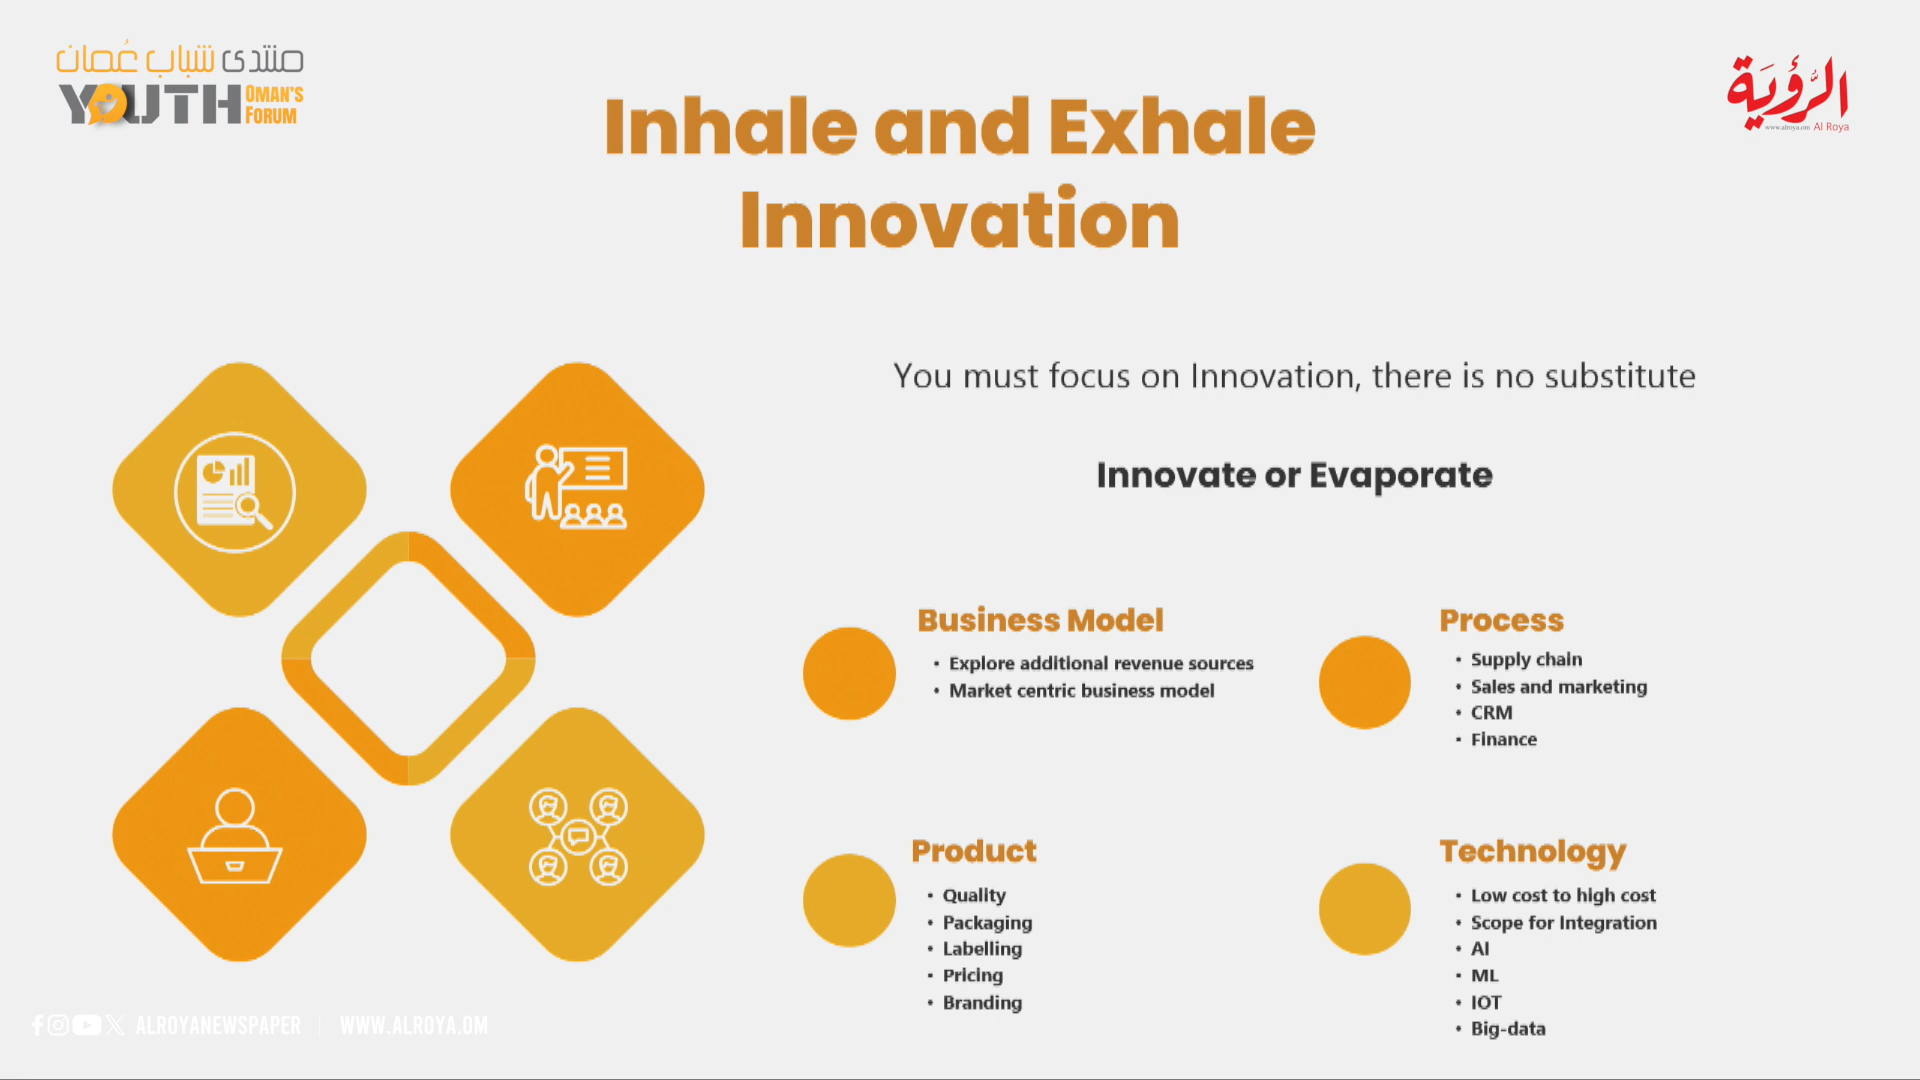 منتدى شباب عُمان
YOUTH OMAN'S FORUM
الرؤية
www.alroya.om Al Roya
Inhale and Exhale
Innovation
You must focus on Innovation, there is no substitute
Innovate or Evaporate
Business Model
• Explore additional revenue sources
• Market centric business model
Process
• Supply chain
• Sales and marketing
• CRM
• Finance
Product
• Quality
• Packaging
• Labelling
• Pricing
• Branding
Technology
• Low cost to high cost
• Scope for Integration
• AI
• ML
• IOT
• Big-data
ALROYANEWSPAPER | WWW.ALROYA.OM